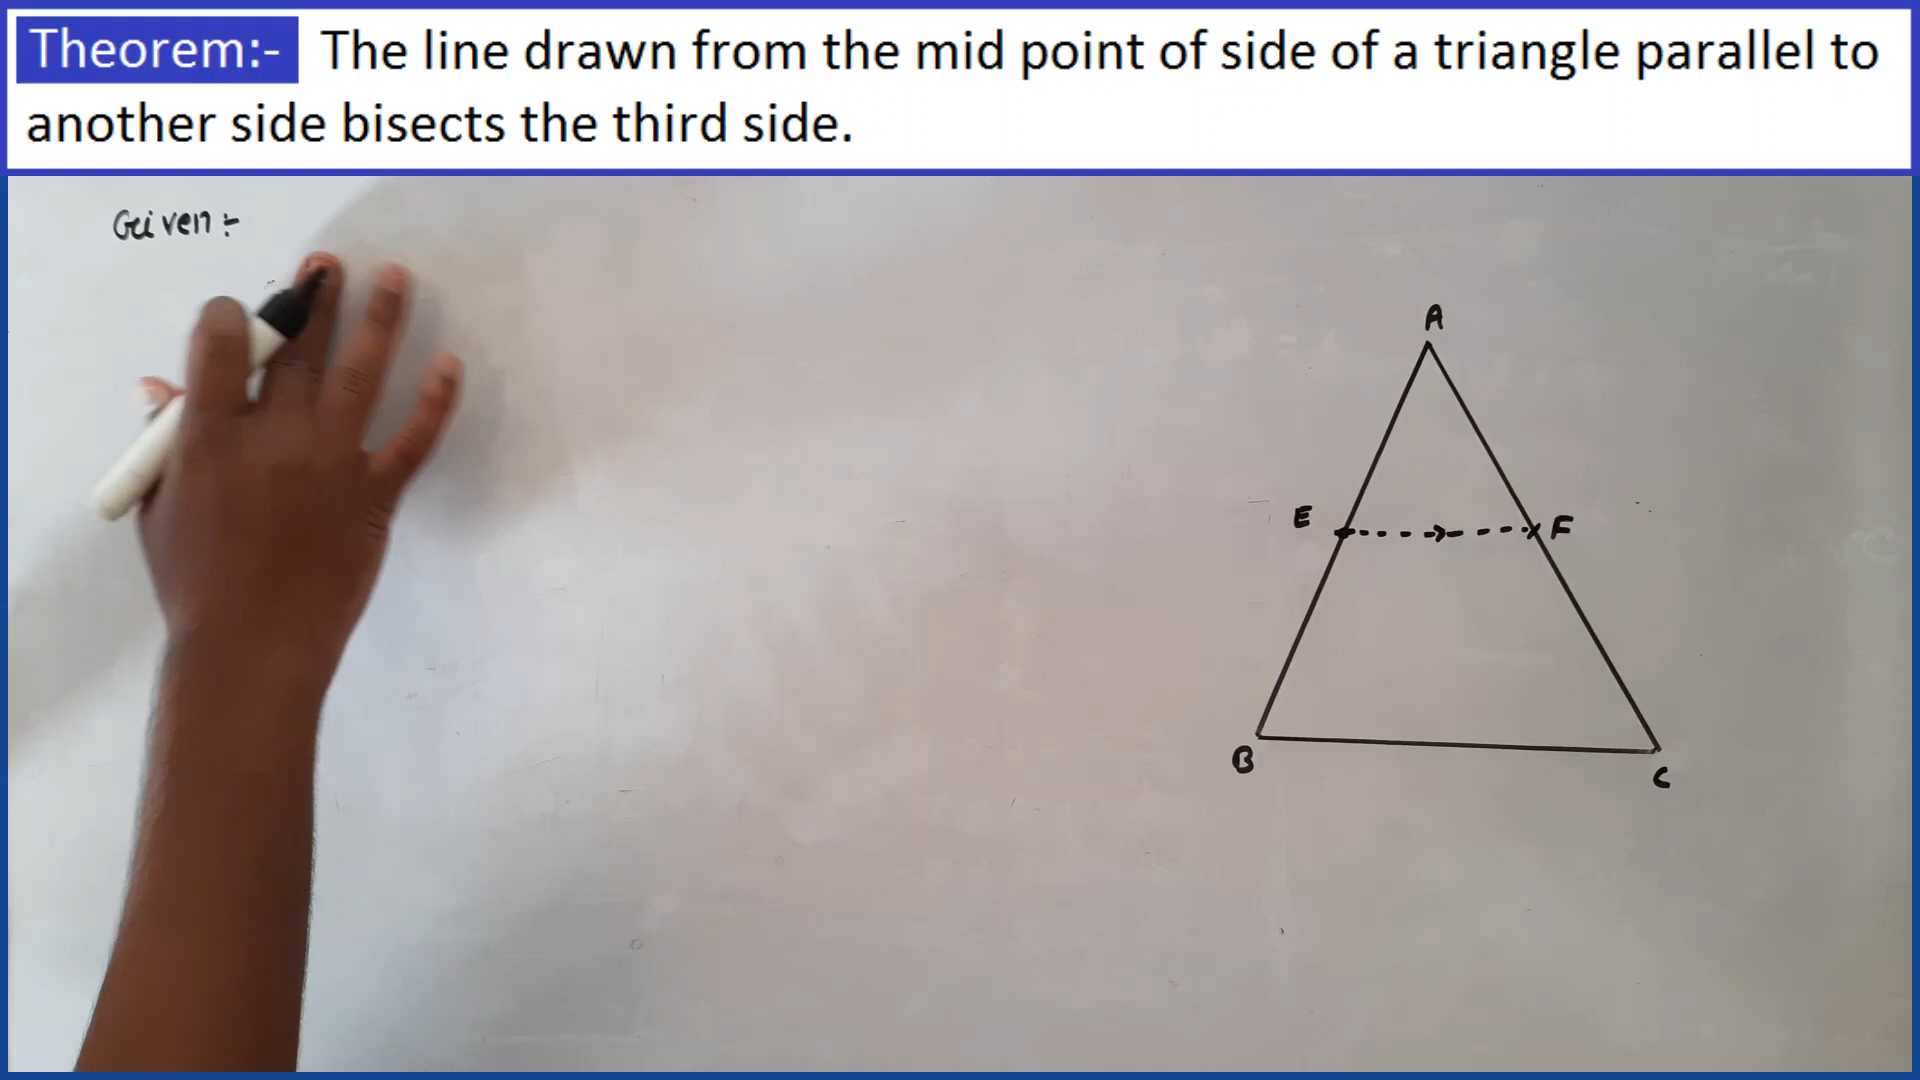 Theorem:- The line drawn from the mid point of side of a triangle parallel to
another side bisects the third side.
Given :-
A
E F
B
C